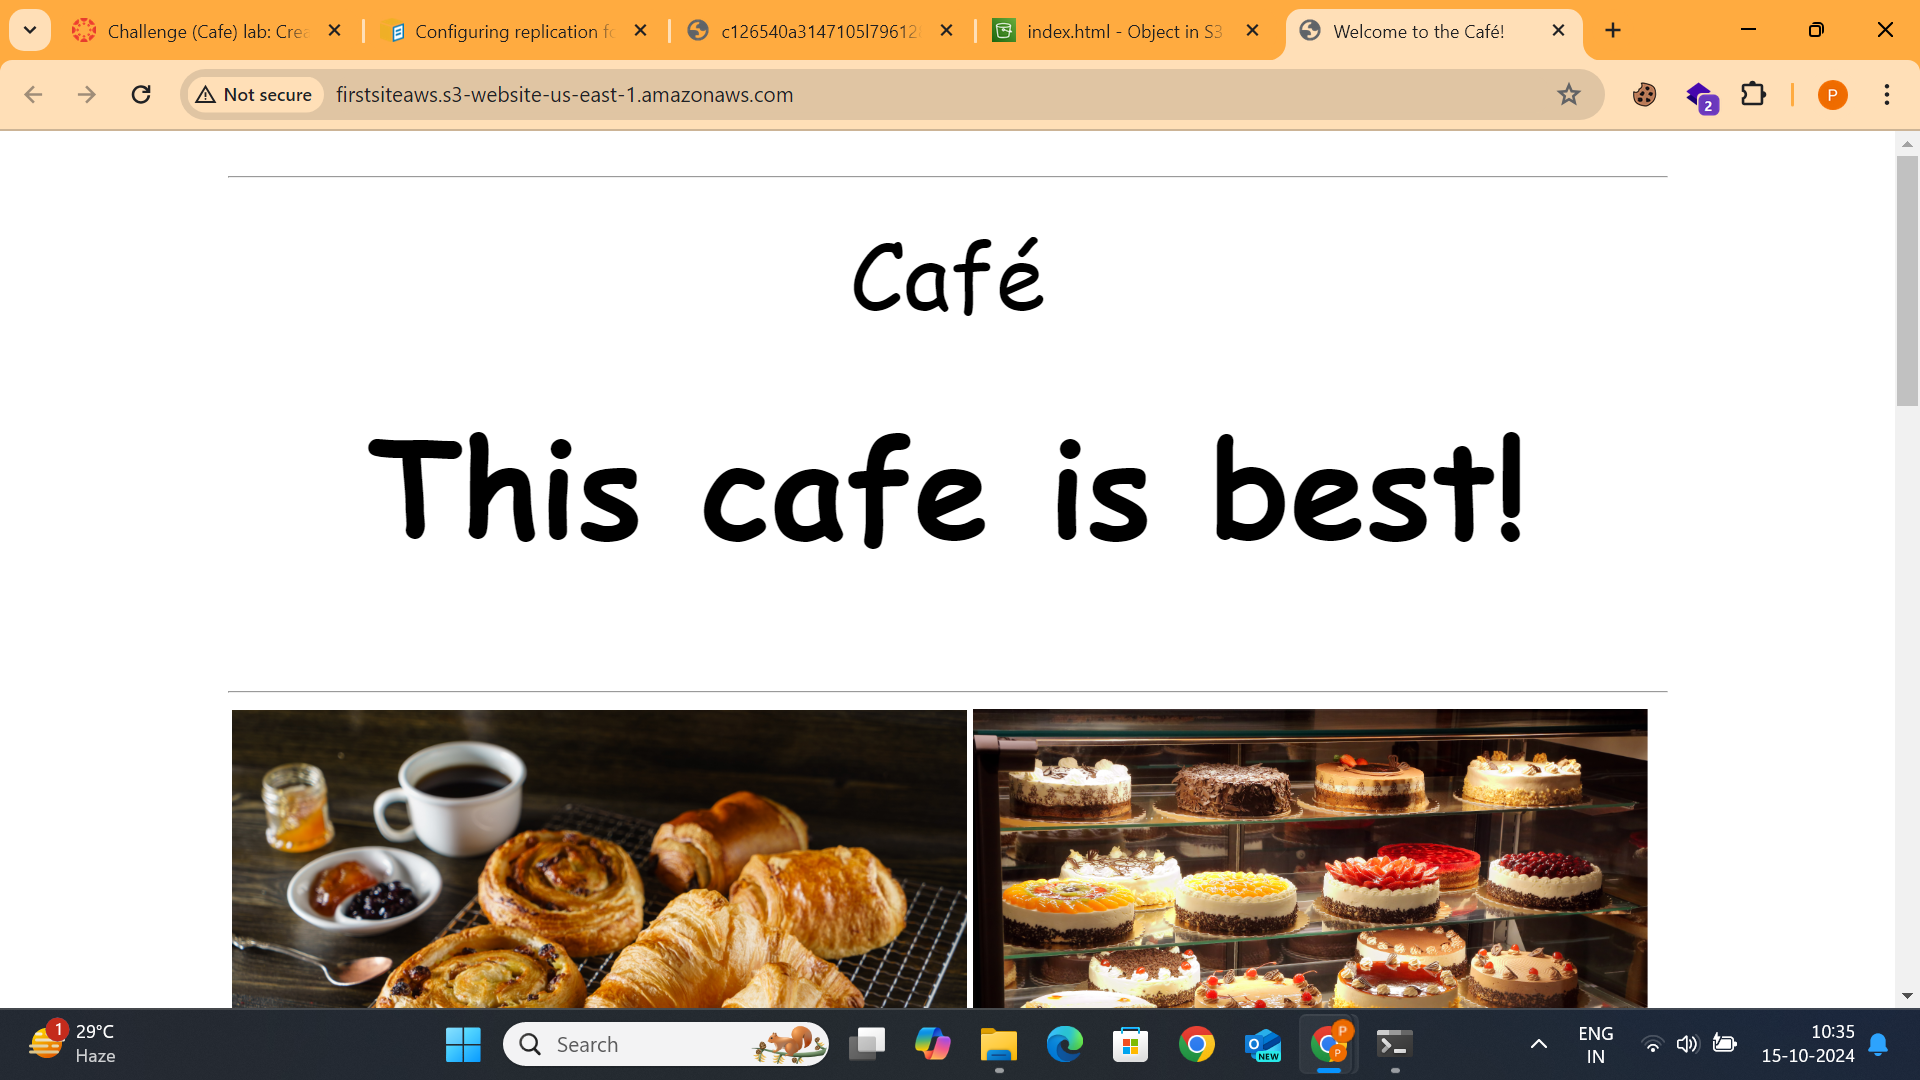 Challenge (Cafe) lab: Crea
Configuring replication fo
c126540a3147105l79612
index.html - Object in S3
Welcome to the Café!
Not secure
firstsiteaws.s3-website-us-east-1.amazonaws.com
2
P
Café
This cafe is best!
1
29°C
Haze
Search
NEW
P
P
ENG
IN
10:35
15-10-2024